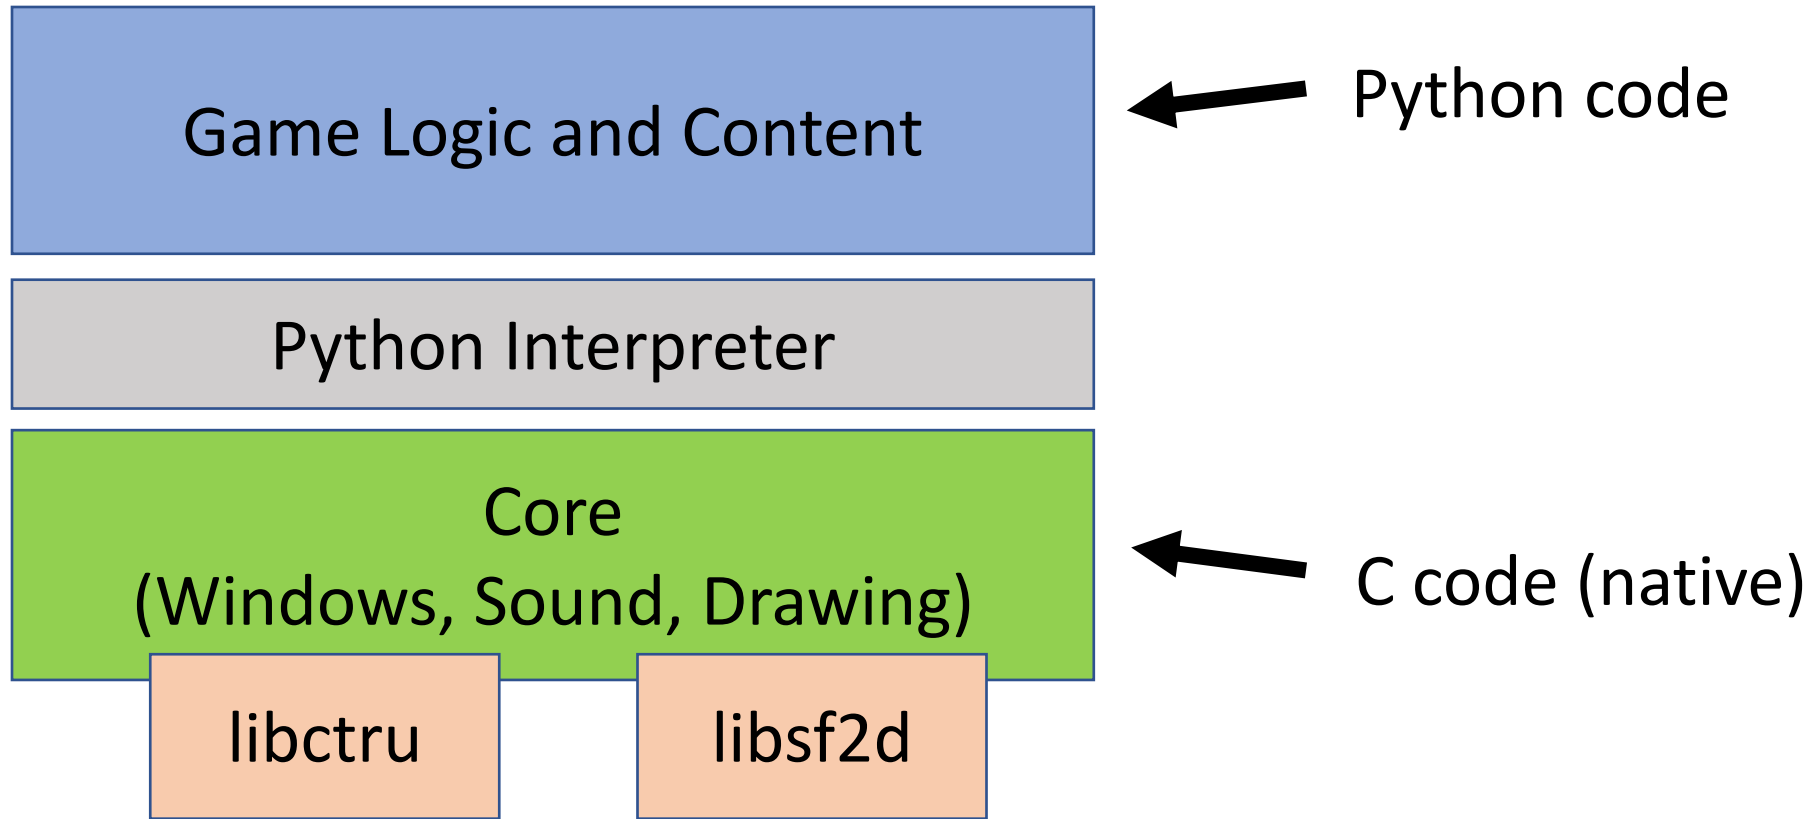 Game Logic and Content
Python code
Python Interpreter
Core
(Windows, Sound, Drawing)
C code (native)
libctru
libsf2d